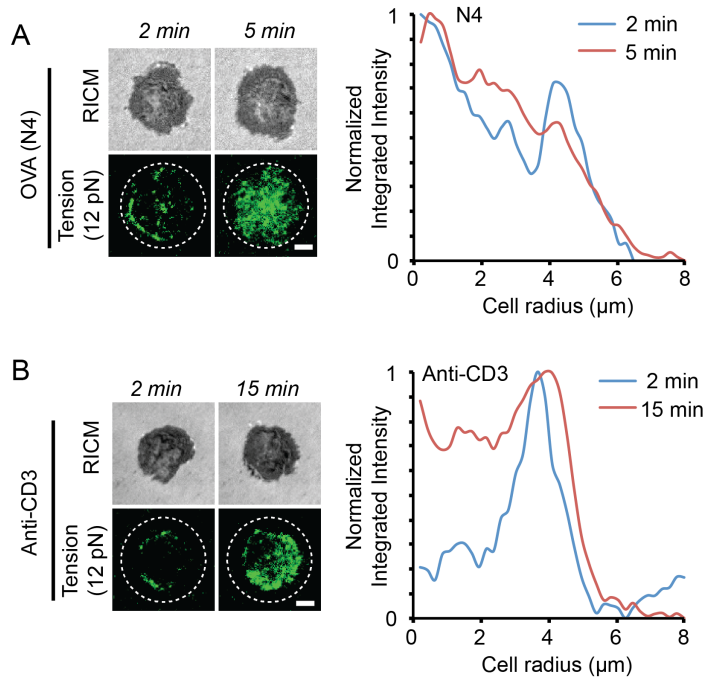 A
2 min
5 min
OVA (N4)
RICM
Tension
(12 pN)
N4
2 min
5 min
Normalized
Integrated Intensity
1
0
0
2
4
6
8
Cell radius (µm)
B
2 min
15 min
Anti-CD3
RICM
Tension
(12 pN)
Anti-CD3
2 min
15 min
Normalized
Integrated Intensity
1
0
0
2
4
6
8
Cell radius (µm)